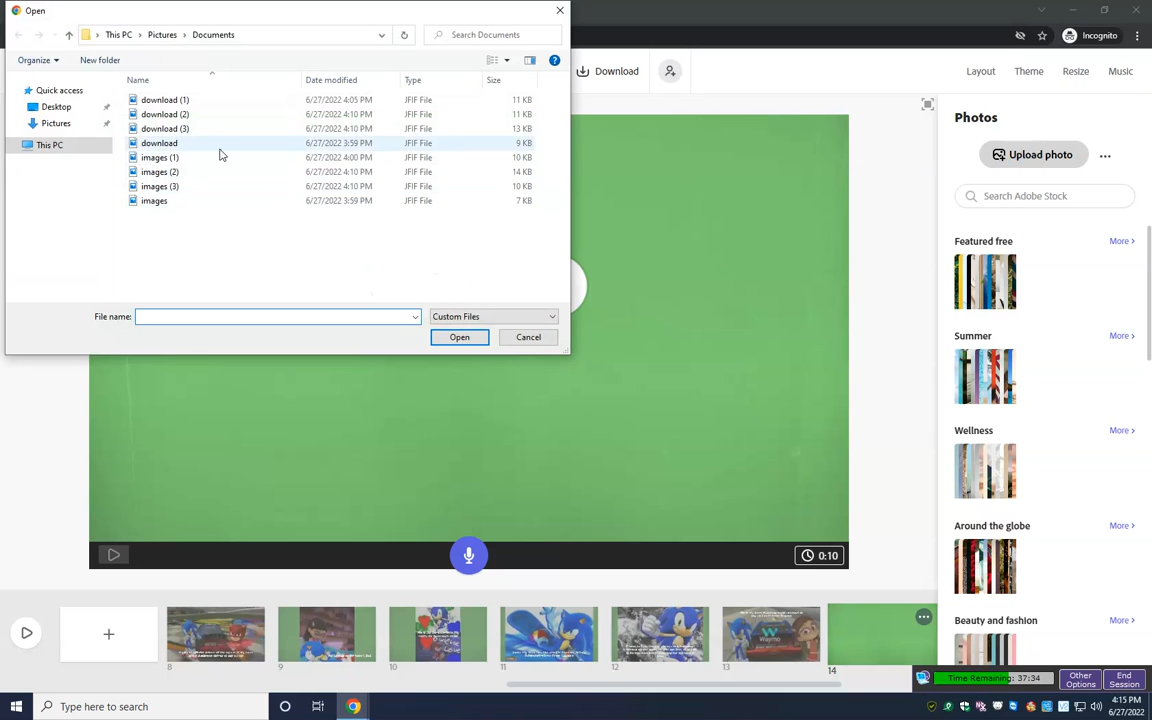 Open
This PC > Pictures > Documents
Search Documents
Incognito
Organize
New folder
Name
Date modified
Type
Size
Quick access
Desktop
Pictures
This PC
download (1) 6/27/2022 4:05 PM JFIF File 11 KB
download (2) 6/27/2022 4:10 PM JFIF File 11 KB
download (3) 6/27/2022 4:10 PM JFIF File 13 KB
download 6/27/2022 3:59 PM JFIF File 9 KB
images (1) 6/27/2022 4:00 PM JFIF File 10 KB
images (2) 6/27/2022 4:10 PM JFIF File 14 KB
images (3) 6/27/2022 4:10 PM JFIF File 10 KB
images 6/27/2022 3:59 PM JFIF File 7 KB
File name:
Custom Files
Open
Cancel
Download
Layout
Theme
Resize
Music
Photos
Upload photo
Search Adobe Stock
Featured free
More >
Summer
More >
Wellness
More >
Around the globe
More >
Beauty and fashion
More >
0:10
8
9
10
11
12
Waymo
13
14
Time Remaining: 37:34
Other Options
End Session
Type here to search
4:15 PM
6/27/2022